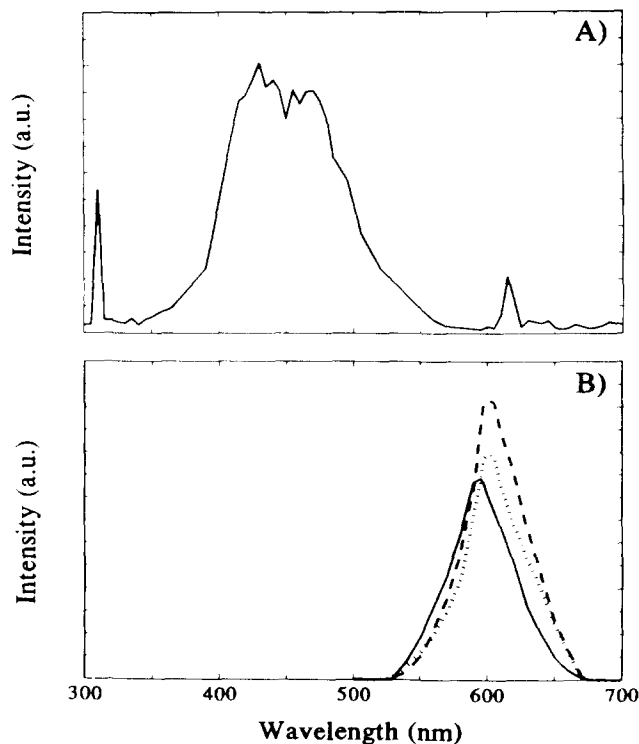 A)
Intensity (a.u.)
B)
Intensity (a.u.)
300 400 500 600 700
Wavelength (nm)